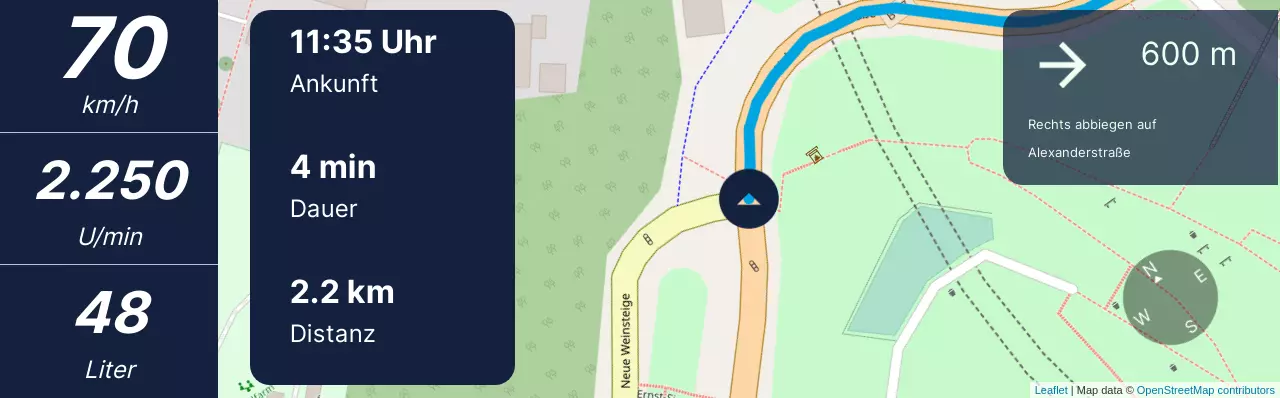 70
km/h
2.250
U/min
48
Liter
11:35 Uhr
Ankunft
4 min
Dauer
2.2 km
Distanz
600 m
Rechts abbiegen auf
Alexanderstraße
Neue Weinsteige
N
E
S
W
Leaflet | Map data © OpenStreetMap contributors